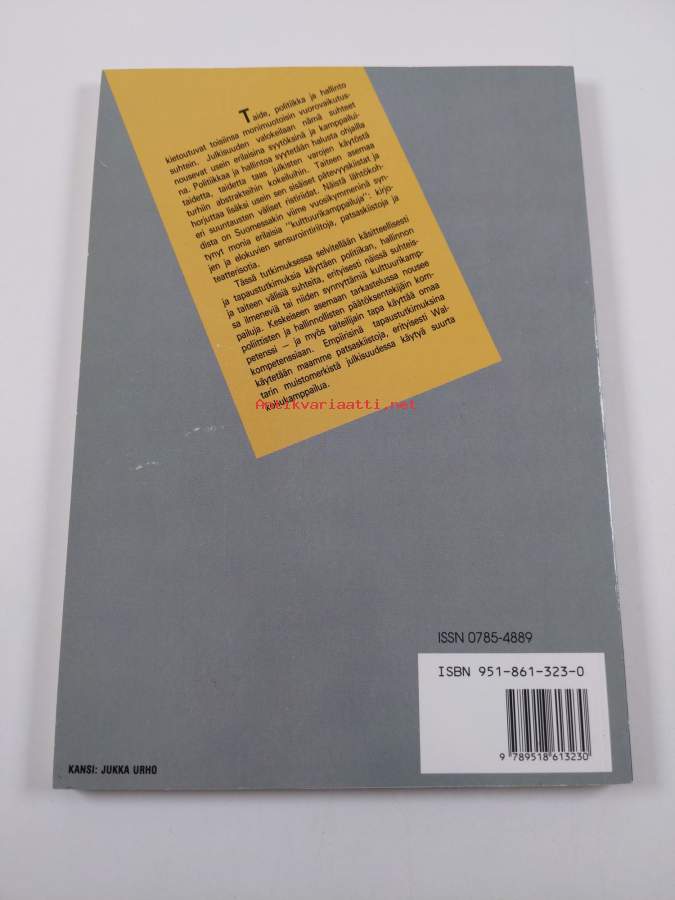 Taide, politiikka ja hallinto
kietoutuvat toisiinsa monimuotoisin vuorovaikutus-
suhtein. Julkisuuden valokeilaan nämä suhteet
nousevat usein erilaisina syytöksinä ja kamppailui-
na. Politiikkaa ja hallintoa syytetään halusta ohjailla
taidetta, taidetta taas julkisten varojen käytöstä
turhiin abstrakteihin kokeiluihin. Taiteen asemaa
horjuttaa lisäksi usein sen sisäiset pätevyyskiistat ja
eri suuntausten väliset ristiriidat. Näistä lähtökoh-
dista on Suomessakin viime vuosikymmeninä syn-
tynyt monia erilaisia "kulttuurikamppailuja": kirjo-
jen ja elokuvien sensurointiriitoja, patsaskiistoja ja
teatterisotia.
Tässä tutkimuksessa selvitellään käsitteellisesti
ja tapaustutkimuksia käyttäen politiikan, hallinnon
ja taiteen välisiä suhteita, erityisesti näissä suhteis-
sa ilmeneviä tai niiden synnyttämiä kulttuurikamp-
pailuja. Keskeiseen asemaan tarkastelussa nousee
poliittisten ja hallinnollisten päätöksentekijäin kom-
petenssi – ja myös taiteilijain tapa käyttää omaa
kompetenssiaan. Empiirisinä tapaustutkimuksina
käytetään maamme patsaskiistoja, erityisesti Wal-
tarin muistomerkistä julkisuudessa käytyä suurta
kamppailua.
Antikvariaatti.net
ISSN 0785-4889
ISBN 951-861-323-0
9 789518 613230
KANSI: JUKKA URHO